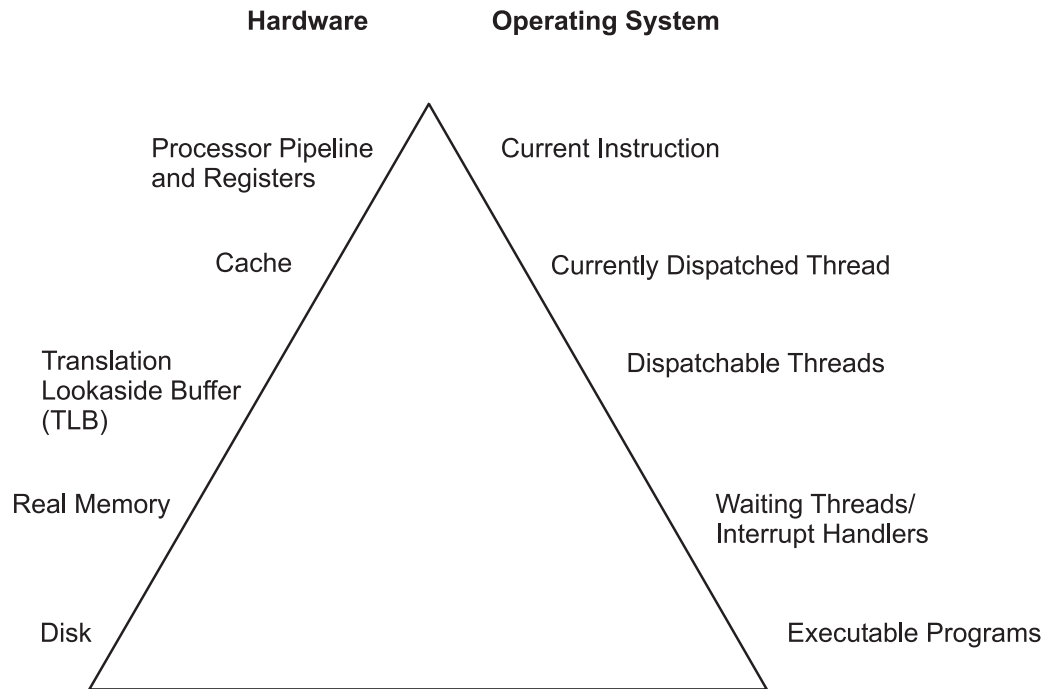 Hardware
Operating System
Processor Pipeline
and Registers
Current Instruction
Cache
Currently Dispatched Thread
Translation
Lookaside Buffer
(TLB)
Dispatchable Threads
Real Memory
Waiting Threads/
Interrupt Handlers
Disk
Executable Programs